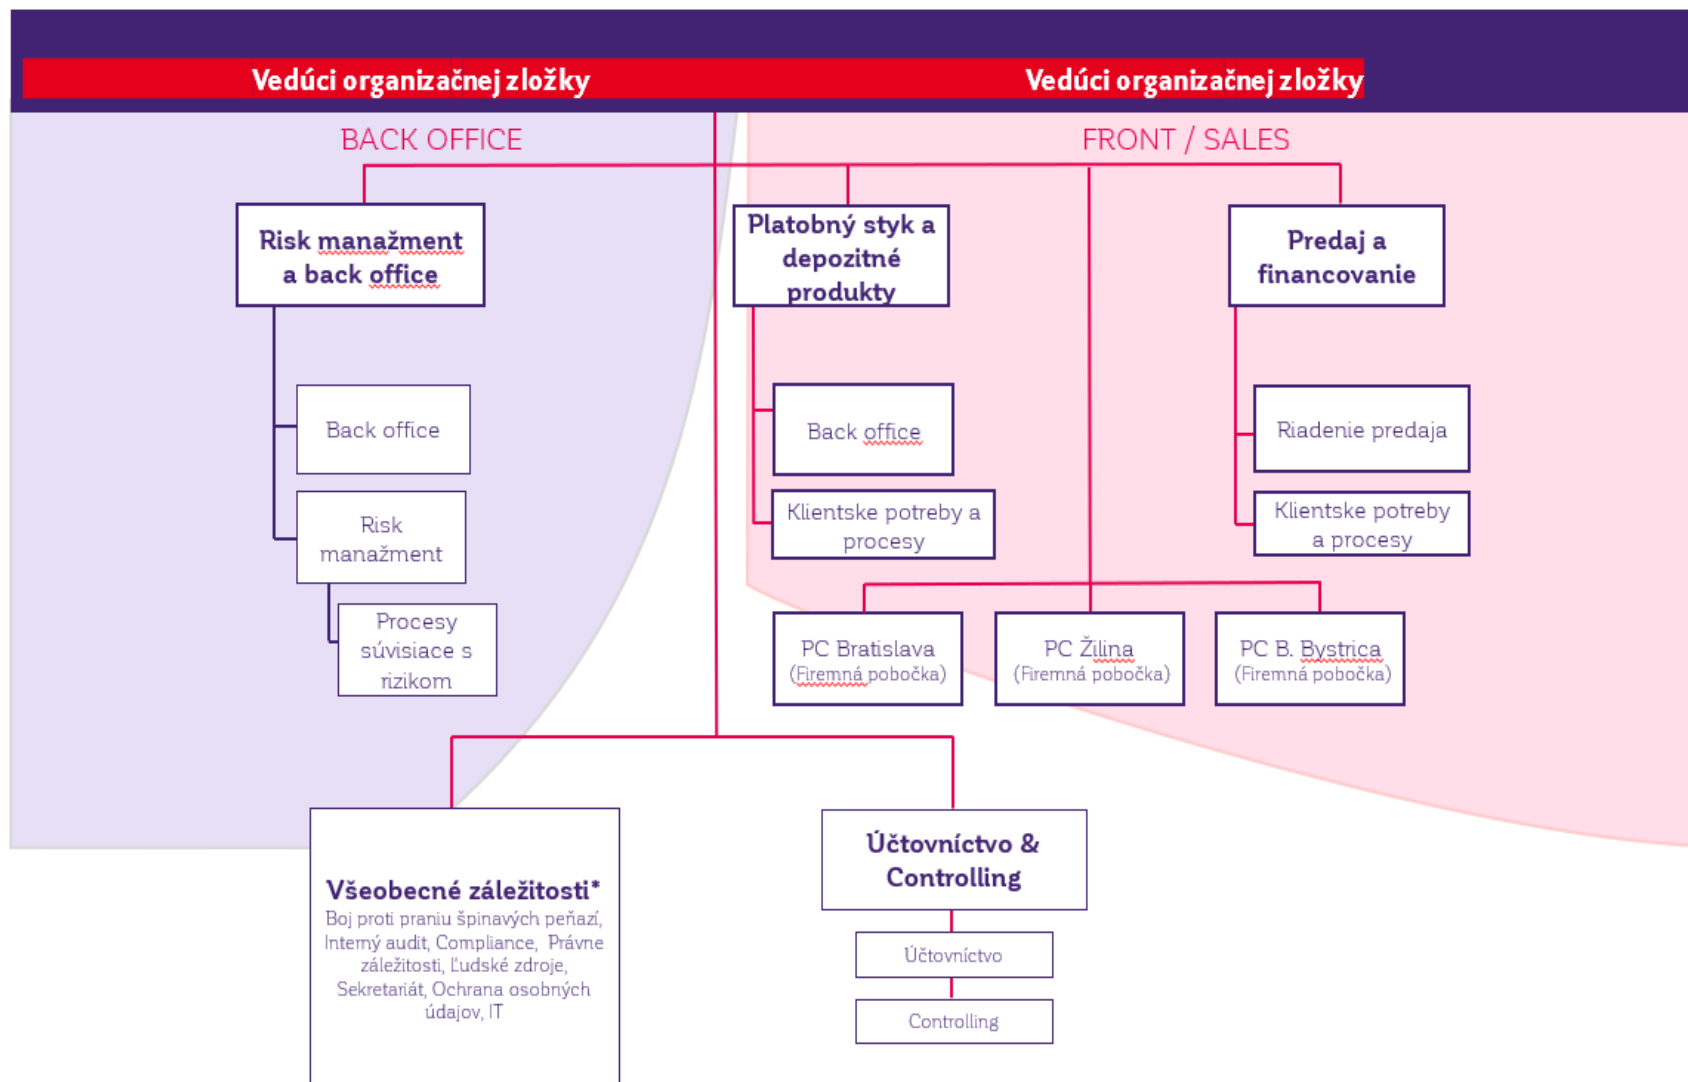 Vedúci organizačnej zložky
Vedúci organizačnej zložky
BACK OFFICE
FRONT / SALES
Risk manažment
a back office
Platobný styk a
depozitné
produkty
Predaj a
financovanie
Back office
Back office
Riadenie predaja
Risk
manažment
Klientske potreby a
procesy
Klientske potreby
a procesy
Procesy
súvisiace s
rizikom
PC Bratislava
(Firemná pobočka)
PC Žilina
(Firemná pobočka)
PC B. Bystrica
(Firemná pobočka)
Všeobecné záležitosti*
Boj proti praniu špinavých peňazí,
Interný audit, Compliance, Právne
záležitosti, Ľudské zdroje,
Sekretariát, Ochrana osobných
údajov, IT
Účtovníctvo &
Controlling
Účtovníctvo
Controlling